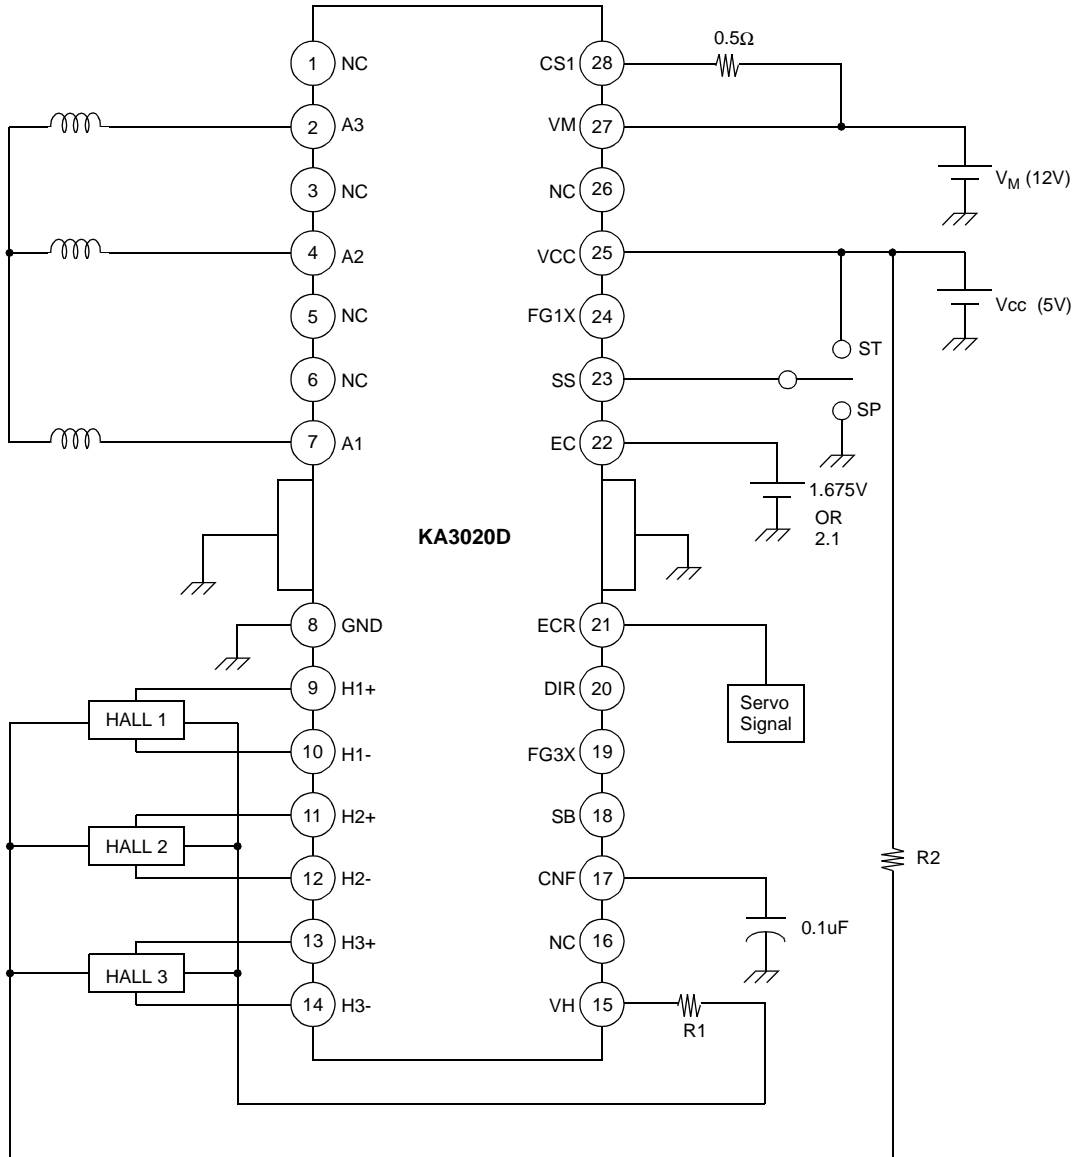 1 NC
CS1 28
0.5Ω
2 A3
VM 27
3 NC
NC 26
V_M (12V)
4 A2
VCC 25
5 NC
FG1X 24
Vcc (5V)
ST
6 NC
SS 23
SP
7 A1
EC 22
1.675V
OR
2.1
KA3020D
8 GND
ECR 21
9 H1+
DIR 20
HALL 1
Servo
Signal
10 H1-
FG3X 19
11 H2+
SB 18
HALL 2
R2
12 H2-
CNF 17
0.1uF
13 H3+
NC 16
HALL 3
14 H3-
VH 15
R1